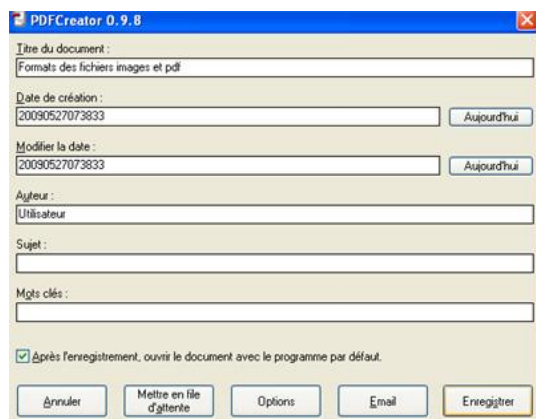 PDFCreator 0.9.8
Titre du document :
Formats des fichiers images et pdf
Date de création :
20090527073833
Aujourd'hui
Modifier la date :
20090527073833
Aujourd'hui
Auteur :
Utilisateur
Sujet :
Mots clés :
Après l'enregistrement, ouvrir le document avec le programme par défaut.
Annuler
Mettre en file
d'attente
Options
Email
Enregistrer